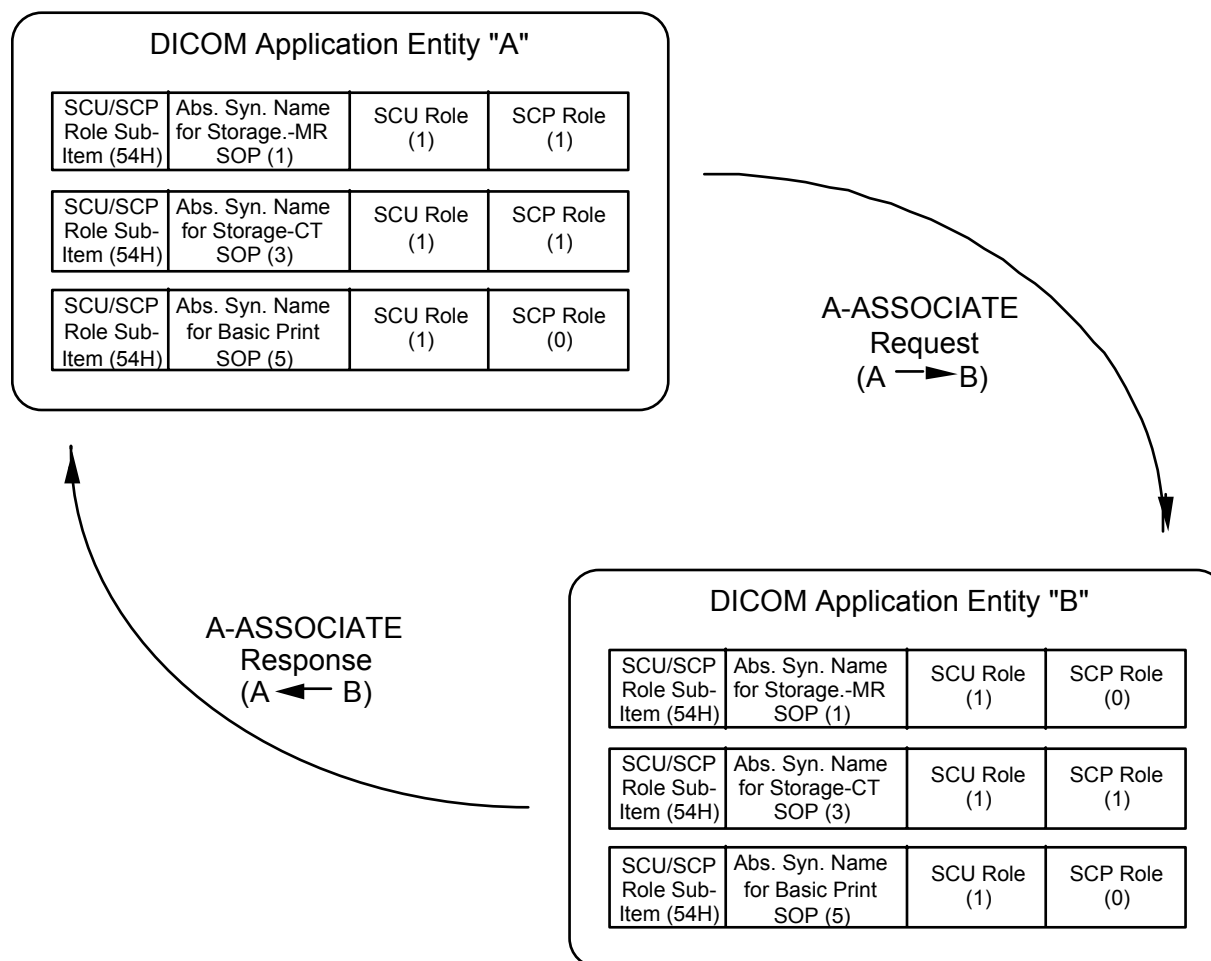 DICOM Application Entity "A"
SCU/SCP
Role Sub-
Item (54H)
Abs. Syn. Name
for Storage.-MR
SOP (1)
SCU Role
(1)
SCP Role
(1)
SCU/SCP
Role Sub-
Item (54H)
Abs. Syn. Name
for Storage-CT
SOP (3)
SCU Role
(1)
SCP Role
(1)
SCU/SCP
Role Sub-
Item (54H)
Abs. Syn. Name
for Basic Print
SOP (5)
SCU Role
(1)
SCP Role
(0)
A-ASSOCIATE
Request
(A B)
A-ASSOCIATE
Response
(A B)
DICOM Application Entity "B"
SCU/SCP
Role Sub-
Item (54H)
Abs. Syn. Name
for Storage.-MR
SOP (1)
SCU Role
(1)
SCP Role
(0)
SCU/SCP
Role Sub-
Item (54H)
Abs. Syn. Name
for Storage-CT
SOP (3)
SCU Role
(1)
SCP Role
(1)
SCU/SCP
Role Sub-
Item (54H)
Abs. Syn. Name
for Basic Print
SOP (5)
SCU Role
(1)
SCP Role
(0)